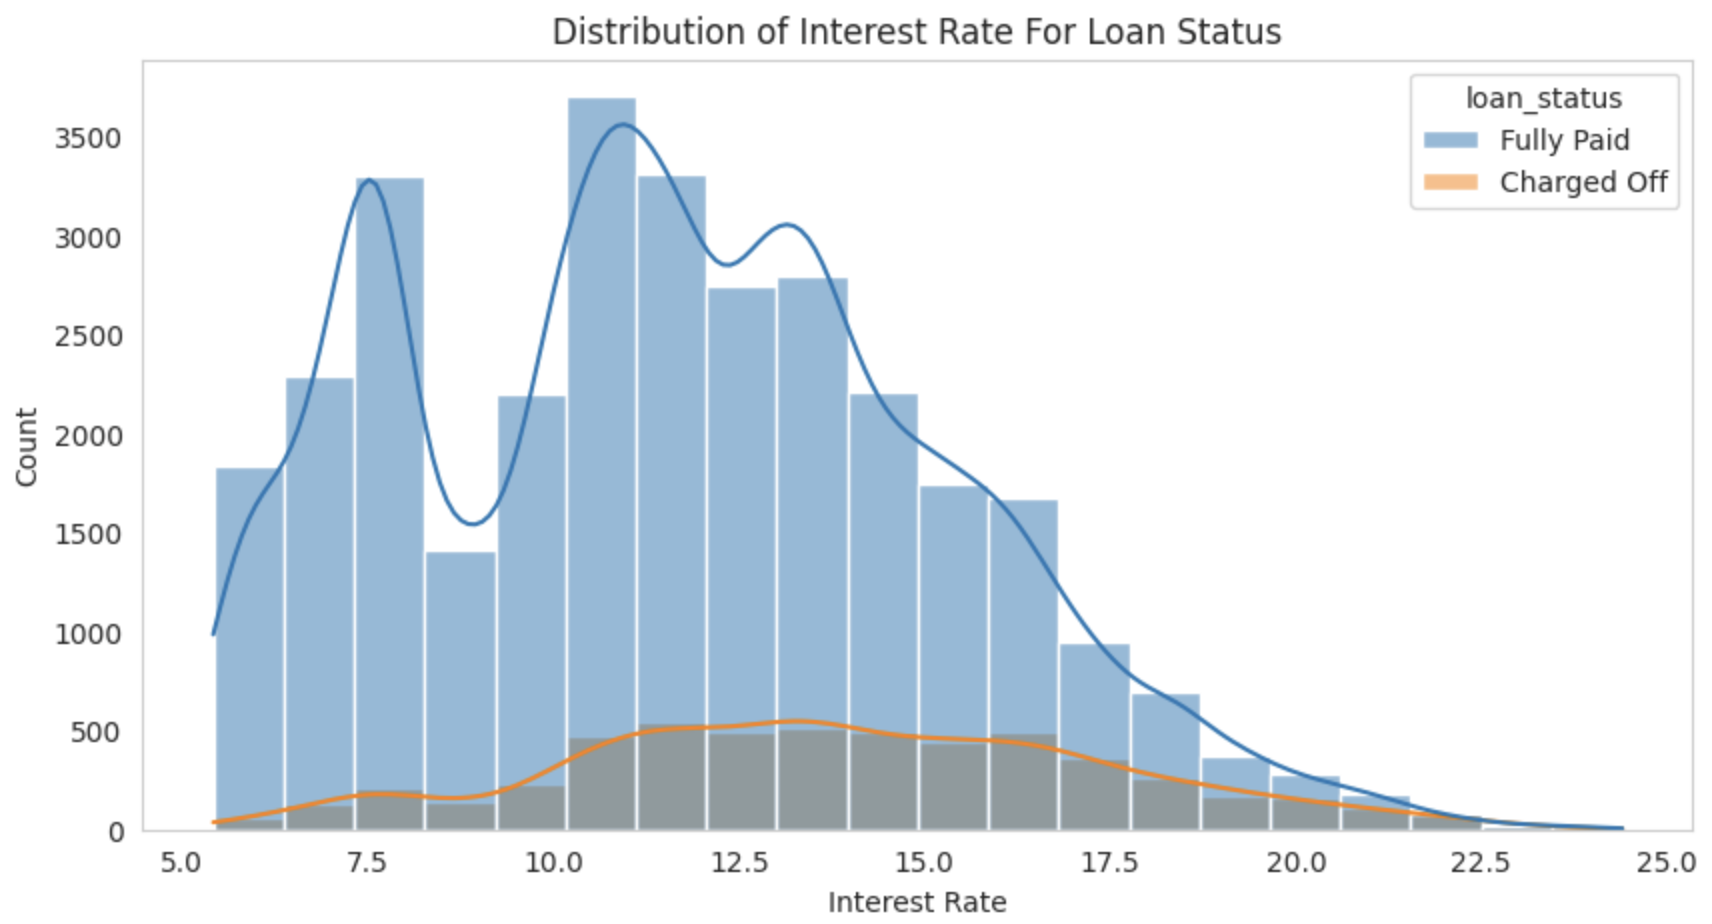 Distribution of Interest Rate For Loan Status
loan_status
Fully Paid
Charged Off
Count
3500
3000
2500
2000
1500
1000
500
0
5.0 7.5 10.0 12.5 15.0 17.5 20.0 22.5 25.0
Interest Rate